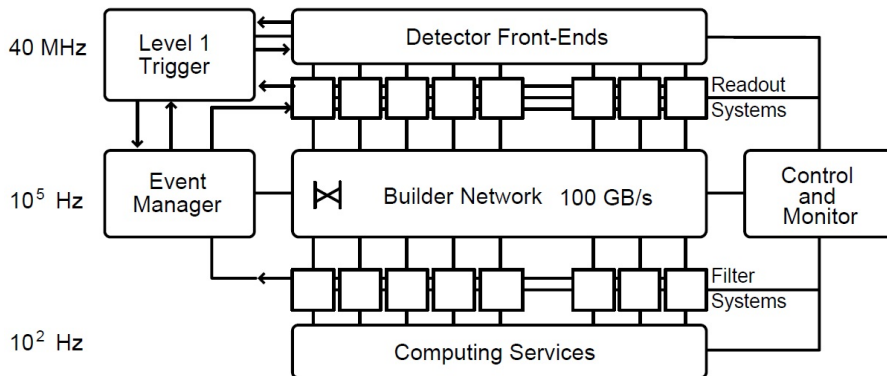 40 MHz
Level 1
Trigger
Detector Front-Ends
Readout
Systems
10⁵ Hz
Event
Manager
Builder Network 100 GB/s
Control
and
Monitor
Filter
Systems
10² Hz
Computing Services